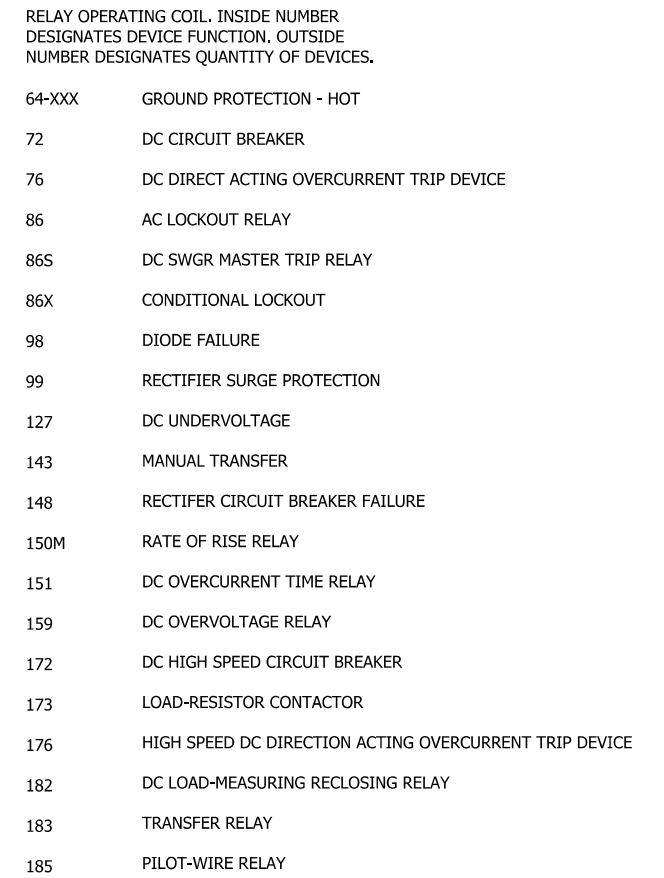 RELAY OPERATING COIL. INSIDE NUMBER
DESIGNATES DEVICE FUNCTION. OUTSIDE
NUMBER DESIGNATES QUANTITY OF DEVICES.
64-XXX GROUND PROTECTION - HOT
72 DC CIRCUIT BREAKER
76 DC DIRECT ACTING OVERCURRENT TRIP DEVICE
86 AC LOCKOUT RELAY
86S DC SWGR MASTER TRIP RELAY
86X CONDITIONAL LOCKOUT
98 DIODE FAILURE
99 RECTIFIER SURGE PROTECTION
127 DC UNDERVOLTAGE
143 MANUAL TRANSFER
148 RECTIFER CIRCUIT BREAKER FAILURE
150M RATE OF RISE RELAY
151 DC OVERCURRENT TIME RELAY
159 DC OVERVOLTAGE RELAY
172 DC HIGH SPEED CIRCUIT BREAKER
173 LOAD-RESISTOR CONTACTOR
176 HIGH SPEED DC DIRECTION ACTING OVERCURRENT TRIP DEVICE
182 DC LOAD-MEASURING RECLOSING RELAY
183 TRANSFER RELAY
185 PILOT-WIRE RELAY